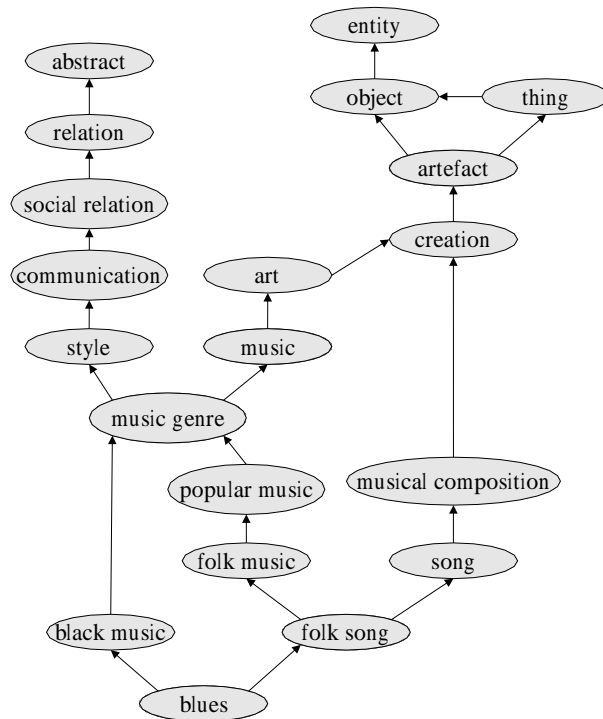 entity
abstract
object
thing
relation
artefact
social relation
creation
communication
art
style
music
music genre
popular music
musical composition
folk music
song
black music
folk song
blues